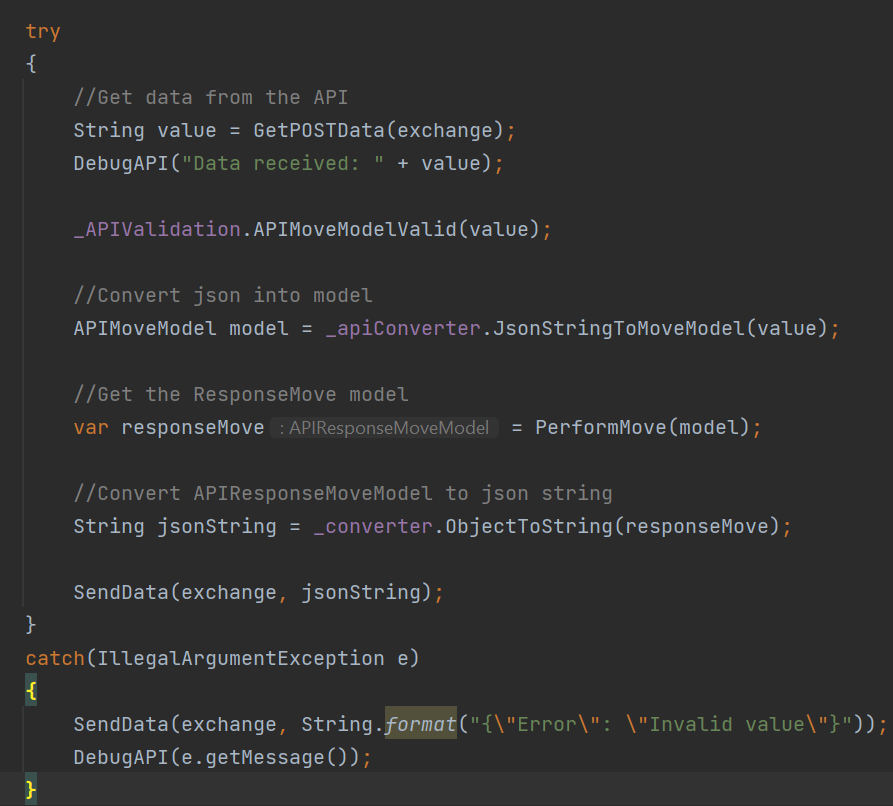 try
{
//Get data from the API
String value = GetPOSTData(exchange);
DebugAPI("Data received: " + value);
_APIValidation.APIMoveModelValid(value);
//Convert json into model
APIMoveModel model = _apiConverter.JsonStringToMoveModel(value);
//Get the ResponseMove model
var responseMove : APIResponseMoveModel = PerformMove(model);
//Convert APIResponseMoveModel to json string
String jsonString = _converter.ObjectToString(responseMove);
SendData(exchange, jsonString);
}
catch(IllegalArgumentException e)
{
SendData(exchange, String.format("{\"Error\": \"Invalid value\"}"));
DebugAPI(e.getMessage());
}